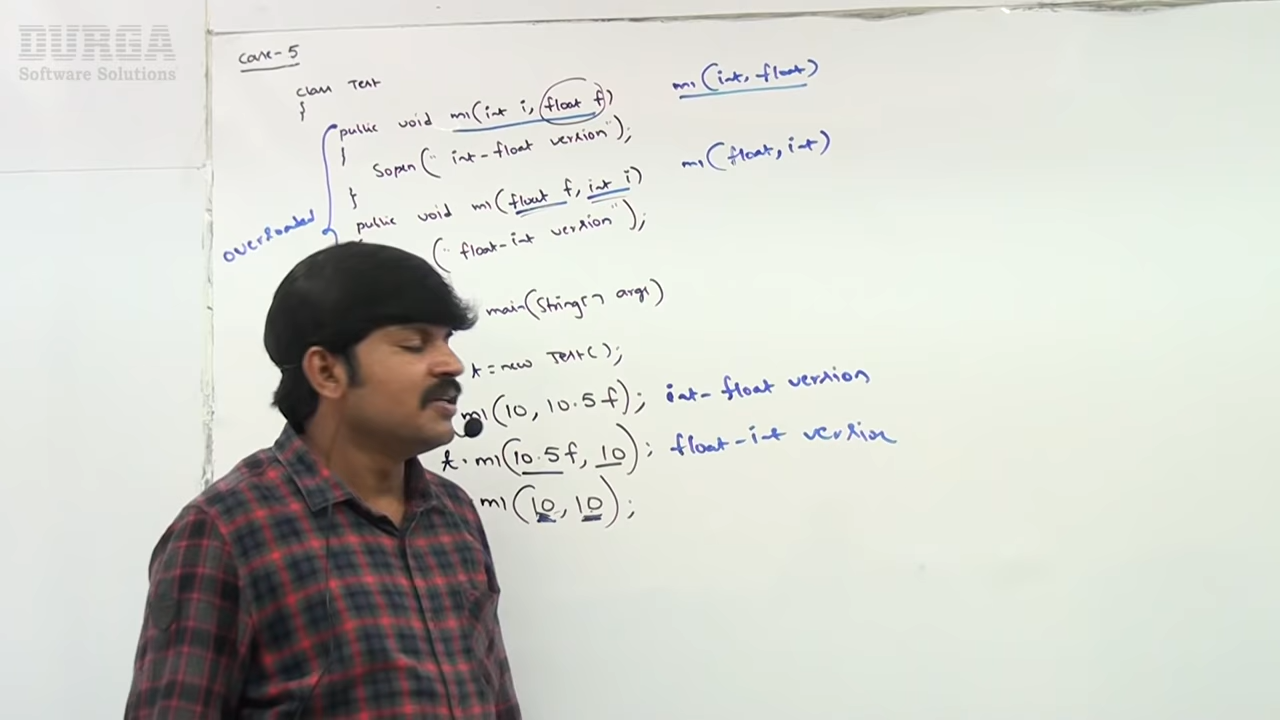 DURGA
Software Solutions
case-5
class Test
{
public void m1(int i, float f)
{
Sopln("int-float version");
}
public void m1(float f, int i)
("float-int version");
main(String[] args)
t = new Test();
m1(10, 10.5f); int-float version
t.m1(10.5f, 10); float-int version
.m1(10, 10);
overloaded
m1(int, float)
m1(float, int)